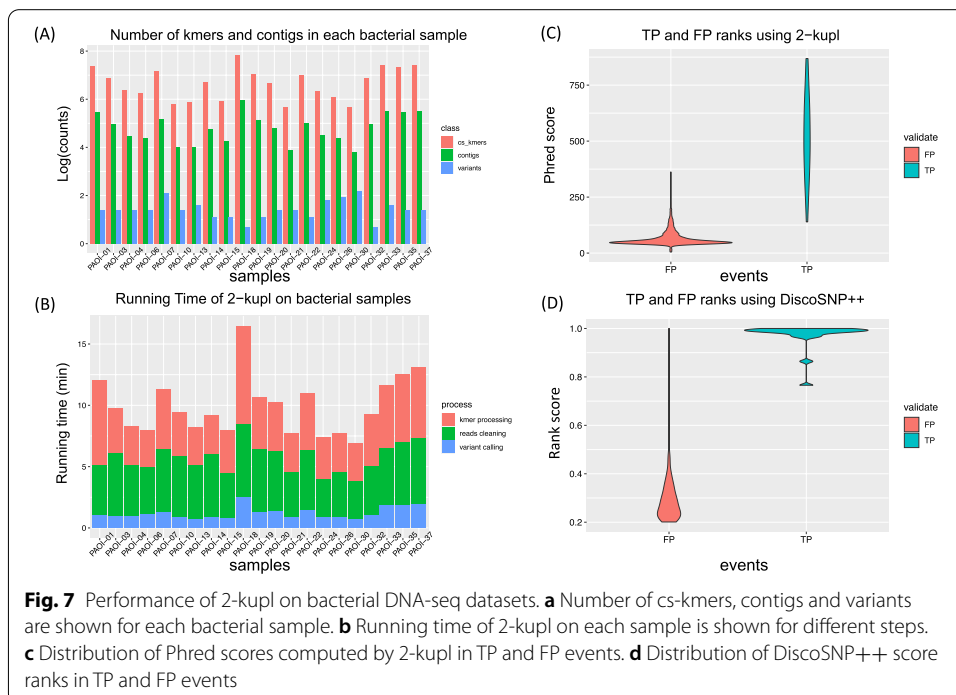 (A)
Number of kmers and contigs in each bacterial sample
Log(counts)
8
6
4
2
0
PAOI-01 PAOI-03 PAOI-04 PAOI-06 PAOI-07 PAOI-10 PAOI-13 PAOI-14 PAOI-15 PAOI-18 PAOI-19 PAOI-20 PAOI-21 PAOI-22 PAOI-24 PAOI-26 PAOI-30 PAOI-32 PAOI-33 PAOI-35 PAOI-37
samples
class
cs_kmers
contigs
variants
(B)
Running Time of 2-kupl on bacterial samples
Running time (min)
15
10
5
0
PAOI-01 PAOI-03 PAOI-04 PAOI-06 PAOI-07 PAOI-10 PAOI-13 PAOI-14 PAOI-15 PAOI-18 PAOI-19 PAOI-20 PAOI-21 PAOI-22 PAOI-24 PAOI-26 PAOI-30 PAOI-32 PAOI-33 PAOI-35 PAOI-37
samples
process
kmer processing
reads cleaning
variant calling
(C)
TP and FP ranks using 2-kupl
Phred score
750
500
250
0
FP TP
events
validate
FP
TP
(D)
TP and FP ranks using DiscoSNP++
Rank score
1.0
0.8
0.6
0.4
0.2
FP TP
events
validate
FP
TP
Fig. 7 Performance of 2-kupl on bacterial DNA-seq datasets. a Number of cs-kmers, contigs and variants
are shown for each bacterial sample. b Running time of 2-kupl on each sample is shown for different steps.
c Distribution of Phred scores computed by 2-kupl in TP and FP events. d Distribution of DiscoSNP++ score
ranks in TP and FP events